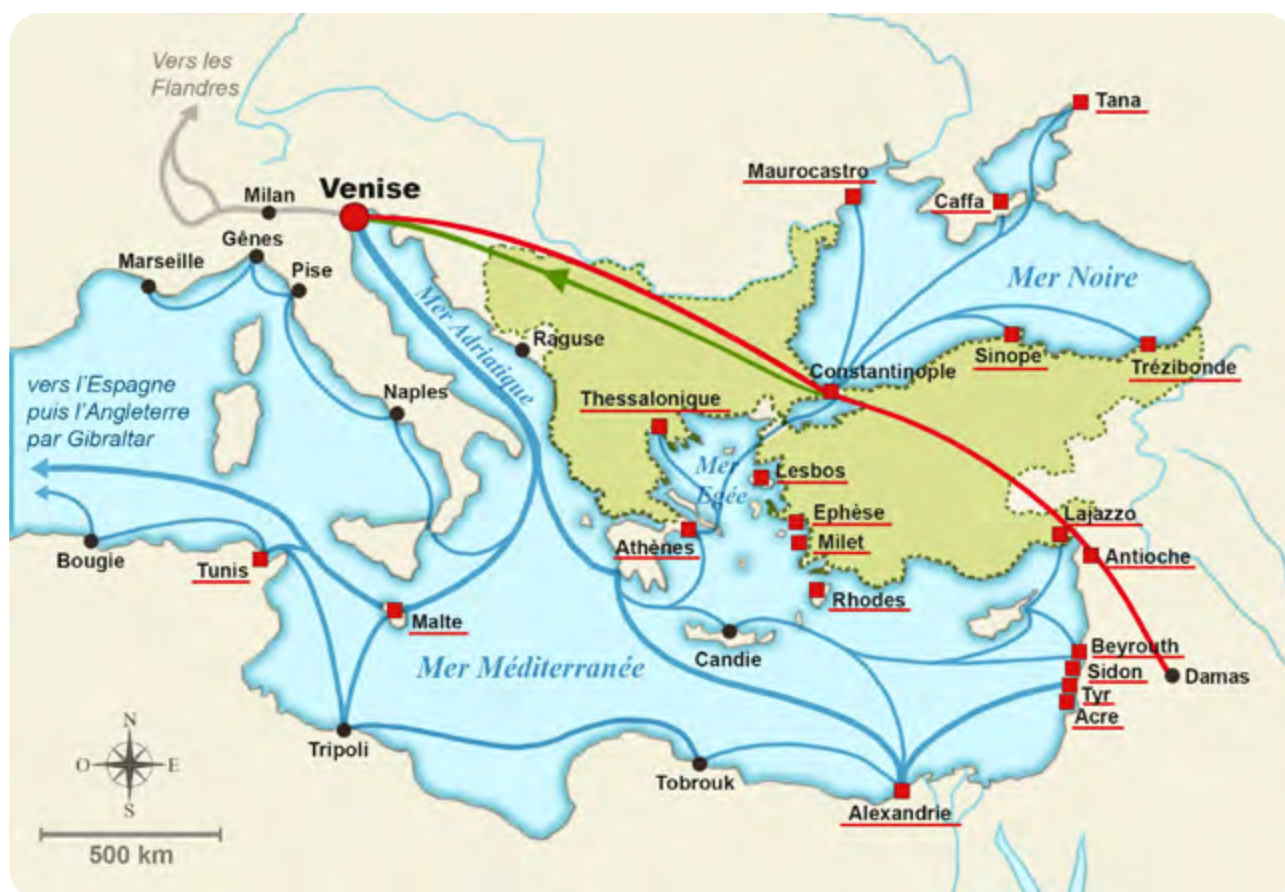 Vers les
Flandres
Tana
Maurocastro
Venise
Milan
Caffa
Gênes
Marseille
Pise
Mer Noire
Mer Adriatique
Raguse
Sinope
Trézibonde
Constantinople
vers l'Espagne
puis l'Angleterre
par Gibraltar
Naples
Thessalonique
Mer
Egée
Lesbos
Ephèse
Lajazzo
Athènes
Milet
Antioche
Bougie
Tunis
Rhodes
Malte
Candie
Beyrouth
Mer Méditerranée
Sidon
Damas
Tyr
Acre
N
O
E
S
Tripoli
Tobrouk
Alexandrie
500 km